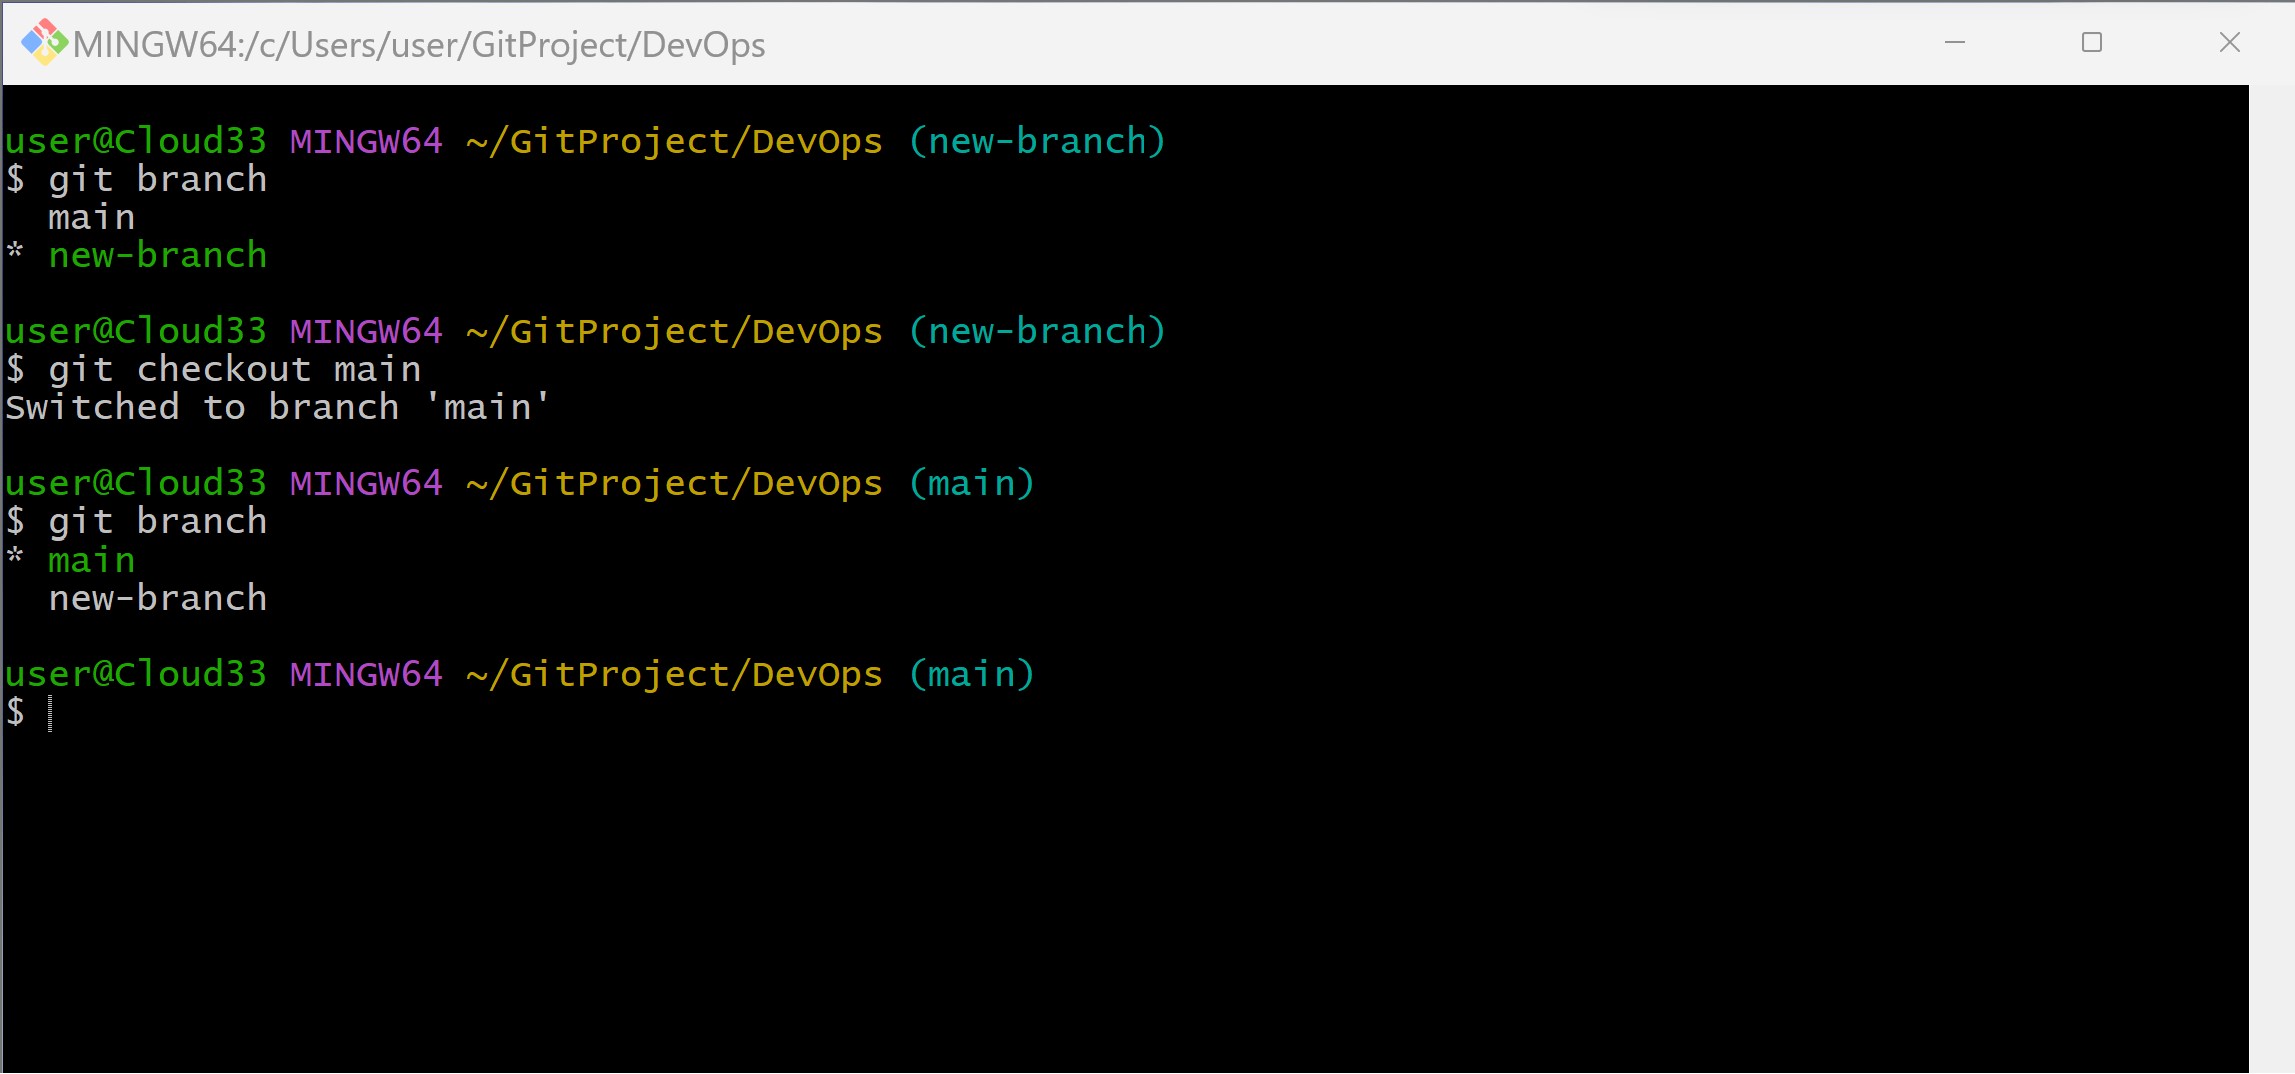 MINGW64:/c/Users/user/GitProject/DevOps
user@Cloud33 MINGW64 ~/GitProject/DevOps (new-branch)
$ git branch
  main
* new-branch
user@Cloud33 MINGW64 ~/GitProject/DevOps (new-branch)
$ git checkout main
Switched to branch 'main'
user@Cloud33 MINGW64 ~/GitProject/DevOps (main)
$ git branch
* main
  new-branch
user@Cloud33 MINGW64 ~/GitProject/DevOps (main)
$